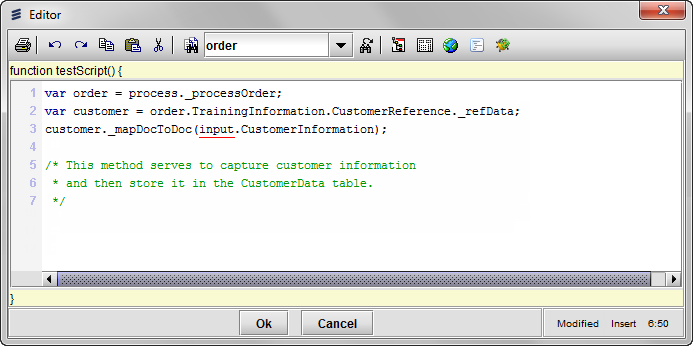 Editor
order
function testScript() {
1 var order = process._processOrder;
2 var customer = order.TrainingInformation.CustomerReference._refData;
3 customer._mapDocToDoc(input.CustomerInformation);
4
5 /* This method serves to capture customer information
6  * and then store it in the CustomerData table.
7  */
}
Ok Cancel Modified Insert 6:50